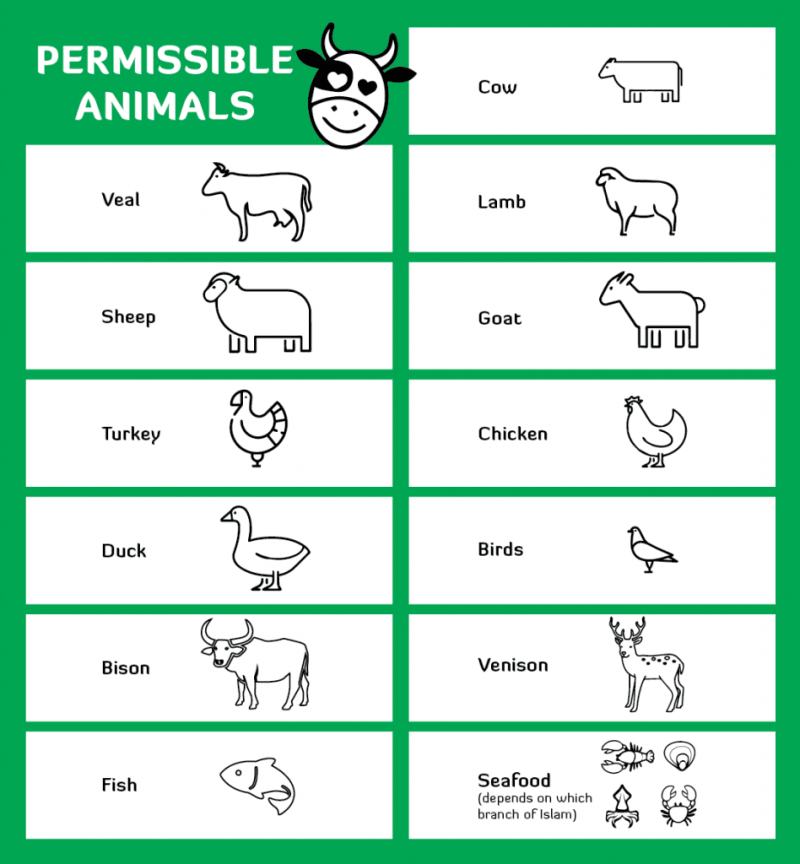 PERMISSIBLE
ANIMALS
Cow
Veal
Lamb
Sheep
Goat
Turkey
Chicken
Duck
Birds
Bison
Venison
Fish
Seafood
(depends on which
branch of Islam)